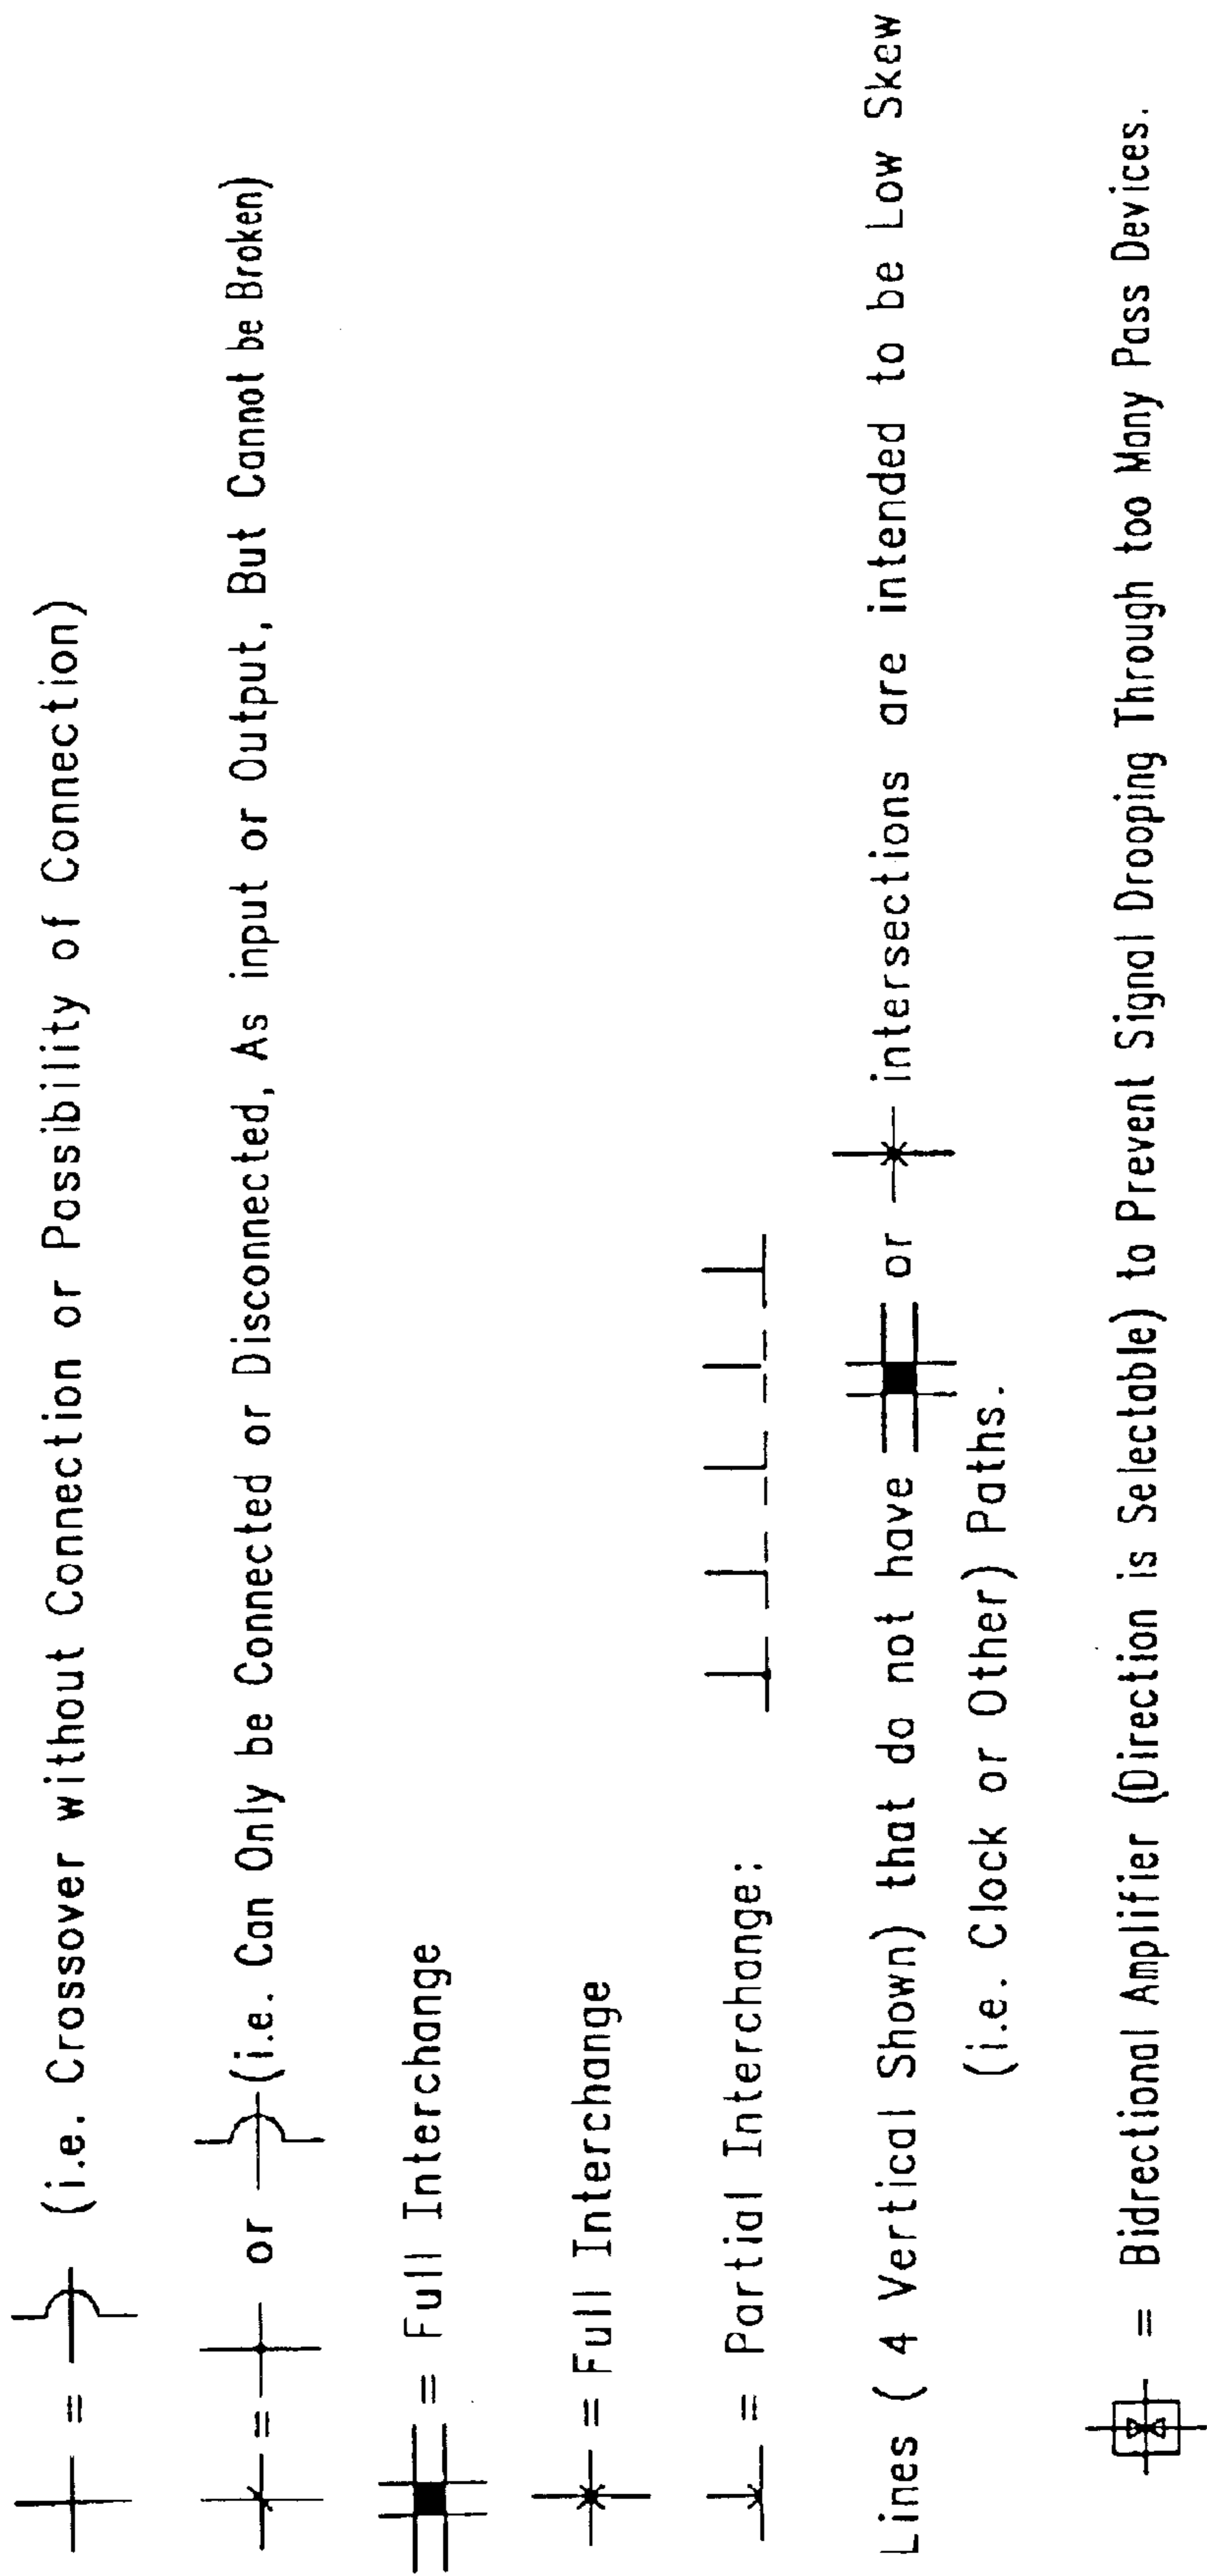 = (i.e. Crossover without Connection or Possibility of Connection)
= or (i.e. Can Only be Connected or Disconnected, As input or Output, But Cannot be Broken)
= Full Interchange
= Full Interchange
= Partial Interchange:
Lines ( 4 Vertical Shown) that do not have or intersections are intended to be Low Skew
(i.e. Clock or Other) Paths.
= Bidrectional Amplifier (Direction is Selectable) to Prevent Signal Drooping Through too Many Pass Devices.